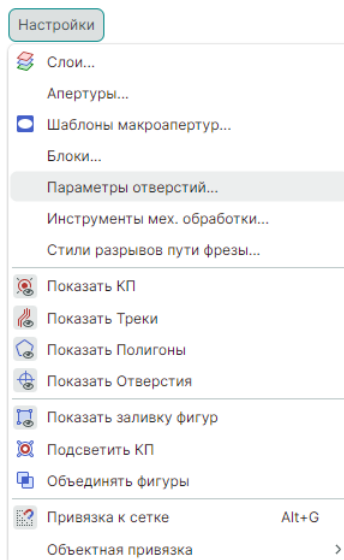 Настройки
Слои...
Апертуры...
Шаблоны макроапертур...
Блоки...
Параметры отверстий...
Инструменты мех. обработки...
Стили разрывов пути фрезы...
Показать КП
Показать Треки
Показать Полигоны
Показать Отверстия
Показать заливку фигур
Подсветить КП
Объединять фигуры
Привязка к сетке Alt+G
Объектная привязка